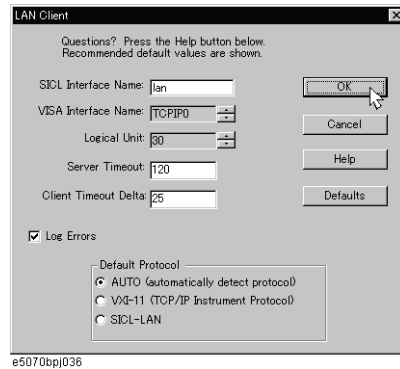 LAN Client
Questions? Press the Help button below.
Recommended default values are shown.
SICL Interface Name: lan
OK
VISA Interface Name: TCPIP0
Cancel
Logical Unit: 30
Help
Server Timeout: 120
Client Timeout Delta: 25
Defaults
Log Errors
Default Protocol
AUTO (automatically detect protocol)
VXI-11 (TCP/IP Instrument Protocol)
SICL-LAN
e5070bpj036